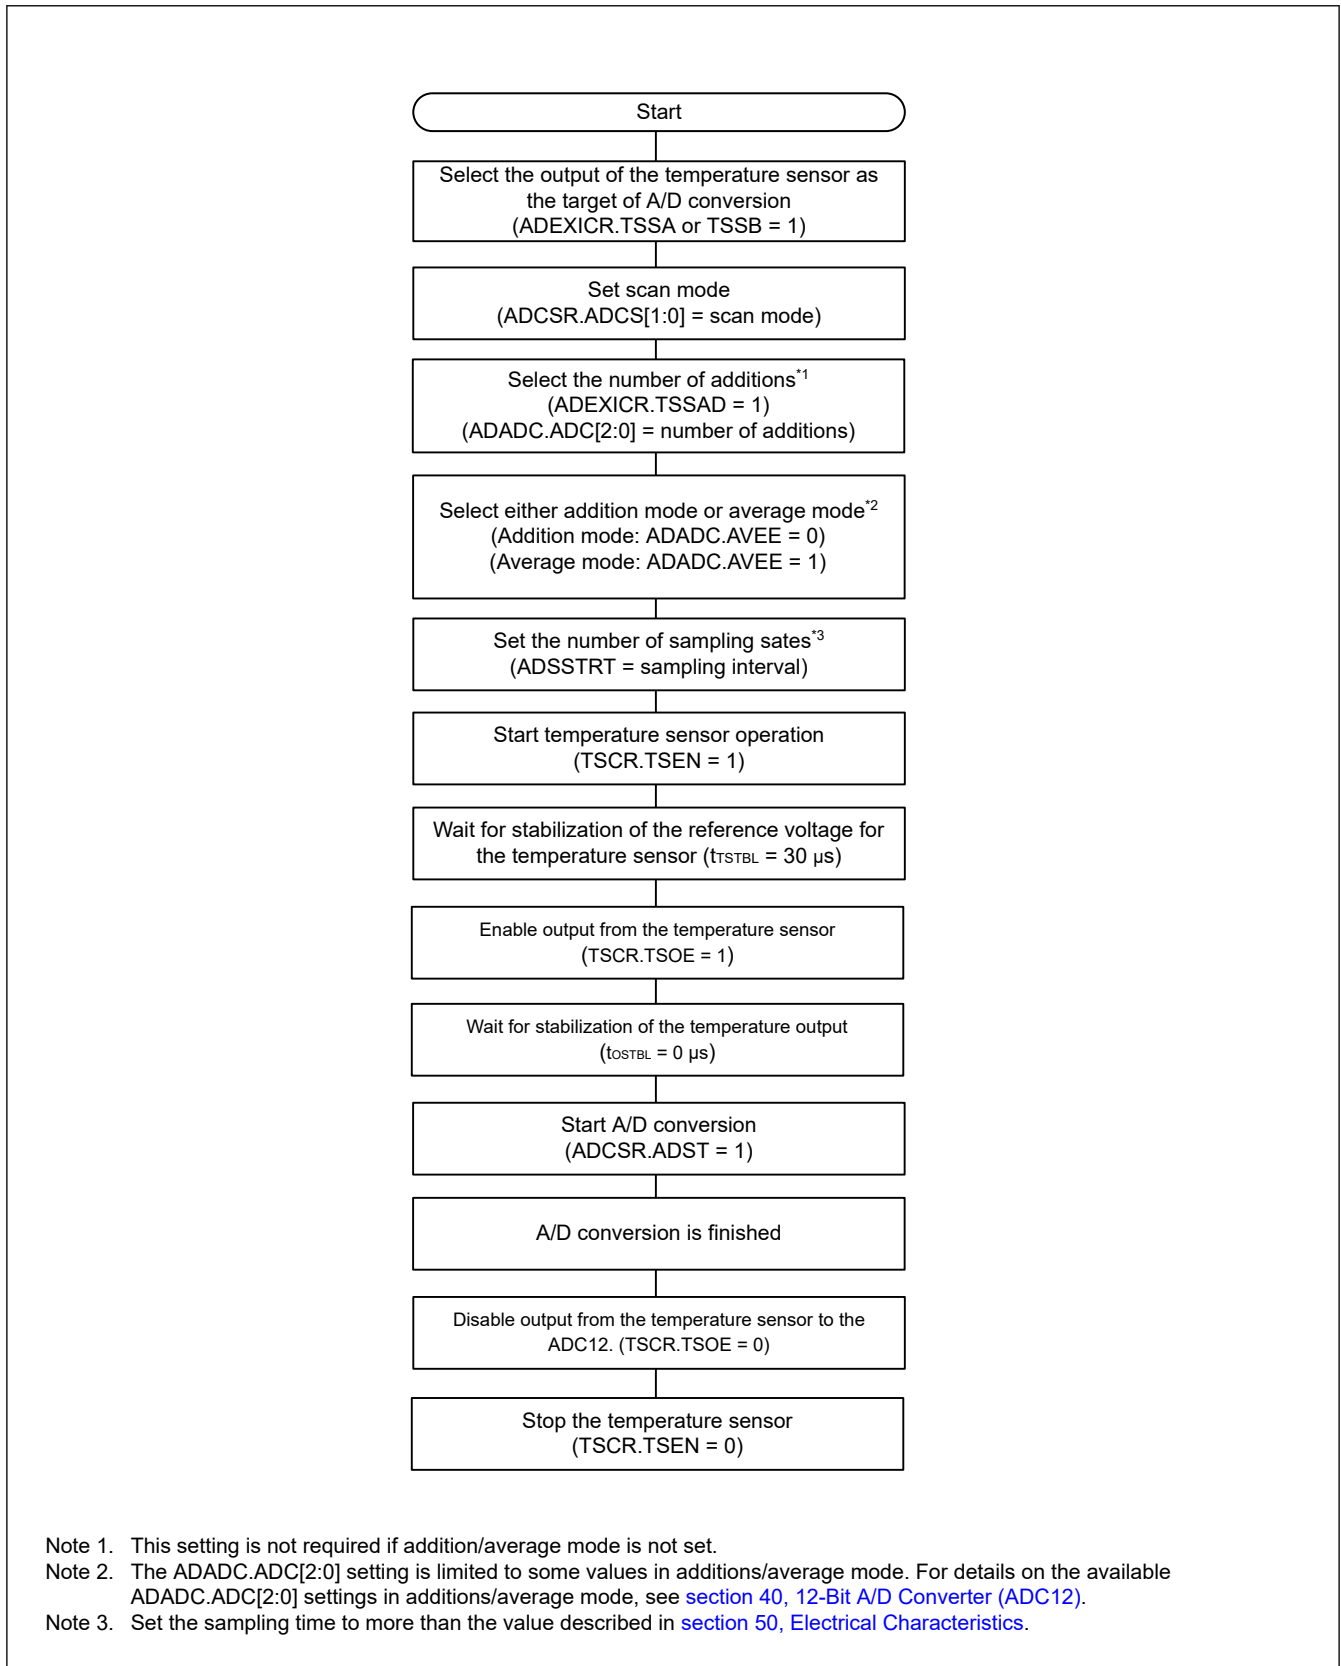 Start
Select the output of the temperature sensor as
the target of A/D conversion
(ADEXICR.TSSA or TSSB = 1)
Set scan mode
(ADCSR.ADCS[1:0] = scan mode)
Select the number of additions*1
(ADEXICR.TSSAD = 1)
(ADADC.ADC[2:0] = number of additions)
Select either addition mode or average mode*2
(Addition mode: ADADC.AVEE = 0)
(Average mode: ADADC.AVEE = 1)
Set the number of sampling sates*3
(ADSSTRT = sampling interval)
Start temperature sensor operation
(TSCR.TSEN = 1)
Wait for stabilization of the reference voltage for
the temperature sensor (tTSTBL = 30 µs)
Enable output from the temperature sensor
(TSCR.TSOE = 1)
Wait for stabilization of the temperature output
(tOSTBL = 0 µs)
Start A/D conversion
(ADCSR.ADST = 1)
A/D conversion is finished
Disable output from the temperature sensor to the
ADC12. (TSCR.TSOE = 0)
Stop the temperature sensor
(TSCR.TSEN = 0)
Note 1. This setting is not required if addition/average mode is not set.
Note 2. The ADADC.ADC[2:0] setting is limited to some values in additions/average mode. For details on the available
ADADC.ADC[2:0] settings in additions/average mode, see section 40, 12-Bit A/D Converter (ADC12).
Note 3. Set the sampling time to more than the value described in section 50, Electrical Characteristics.